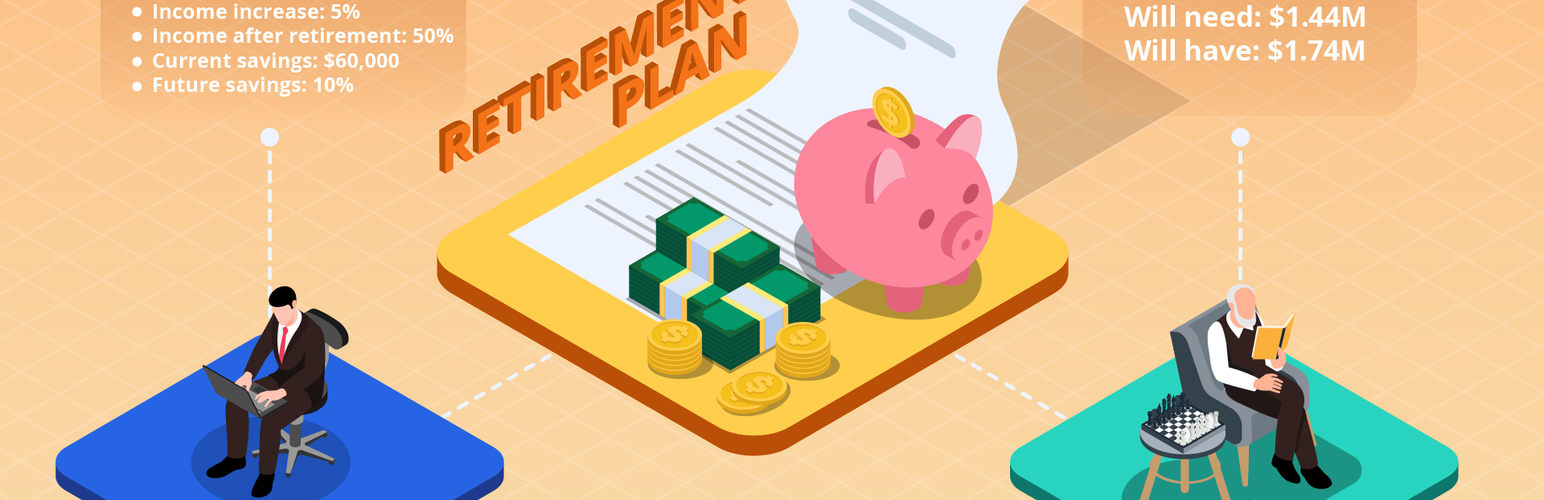 Income increase: 5%
Income after retirement: 50%
Current savings: $60,000
Future savings: 10%
RETIREMENT
PLAN
Will need: $1.44M
Will have: $1.74M